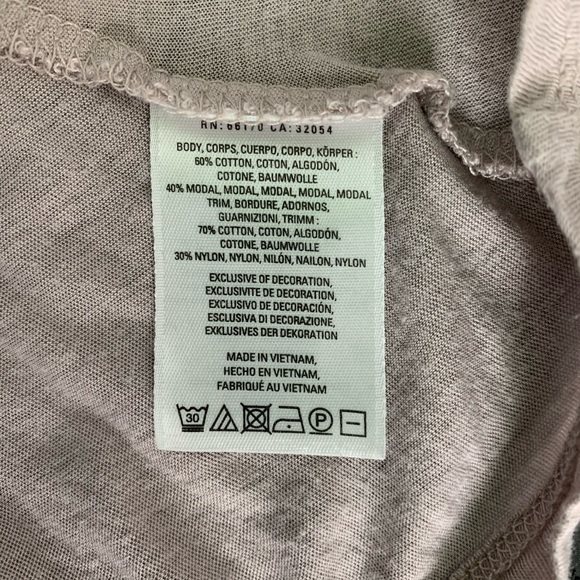 RN: 66170 CA: 32054
BODY, CORPS, CUERPO, CORPO, KÖRPER :
60% COTTON, COTON, ALGODÓN,
COTONE, BAUMWOLLE
40% MODAL, MODAL, MODAL, MODAL, MODAL
TRIM, BORDURE, ADORNOS,
GUARNIZIONI, TRIMM :
70% COTTON, COTON, ALGODÓN,
COTONE, BAUMWOLLE
30% NYLON, NYLON, NILÓN, NAILON, NYLON
EXCLUSIVE OF DECORATION,
EXCLUSIVITE DE DECORATION,
EXCLUSIVO DE DECORACIÓN,
ESCLUSIVA DI DECORAZIONE,
EXKLUSIVES DER DEKORATION
MADE IN VIETNAM,
HECHO EN VIETNAM,
FABRIQUÉ AU VIETNAM
30 P